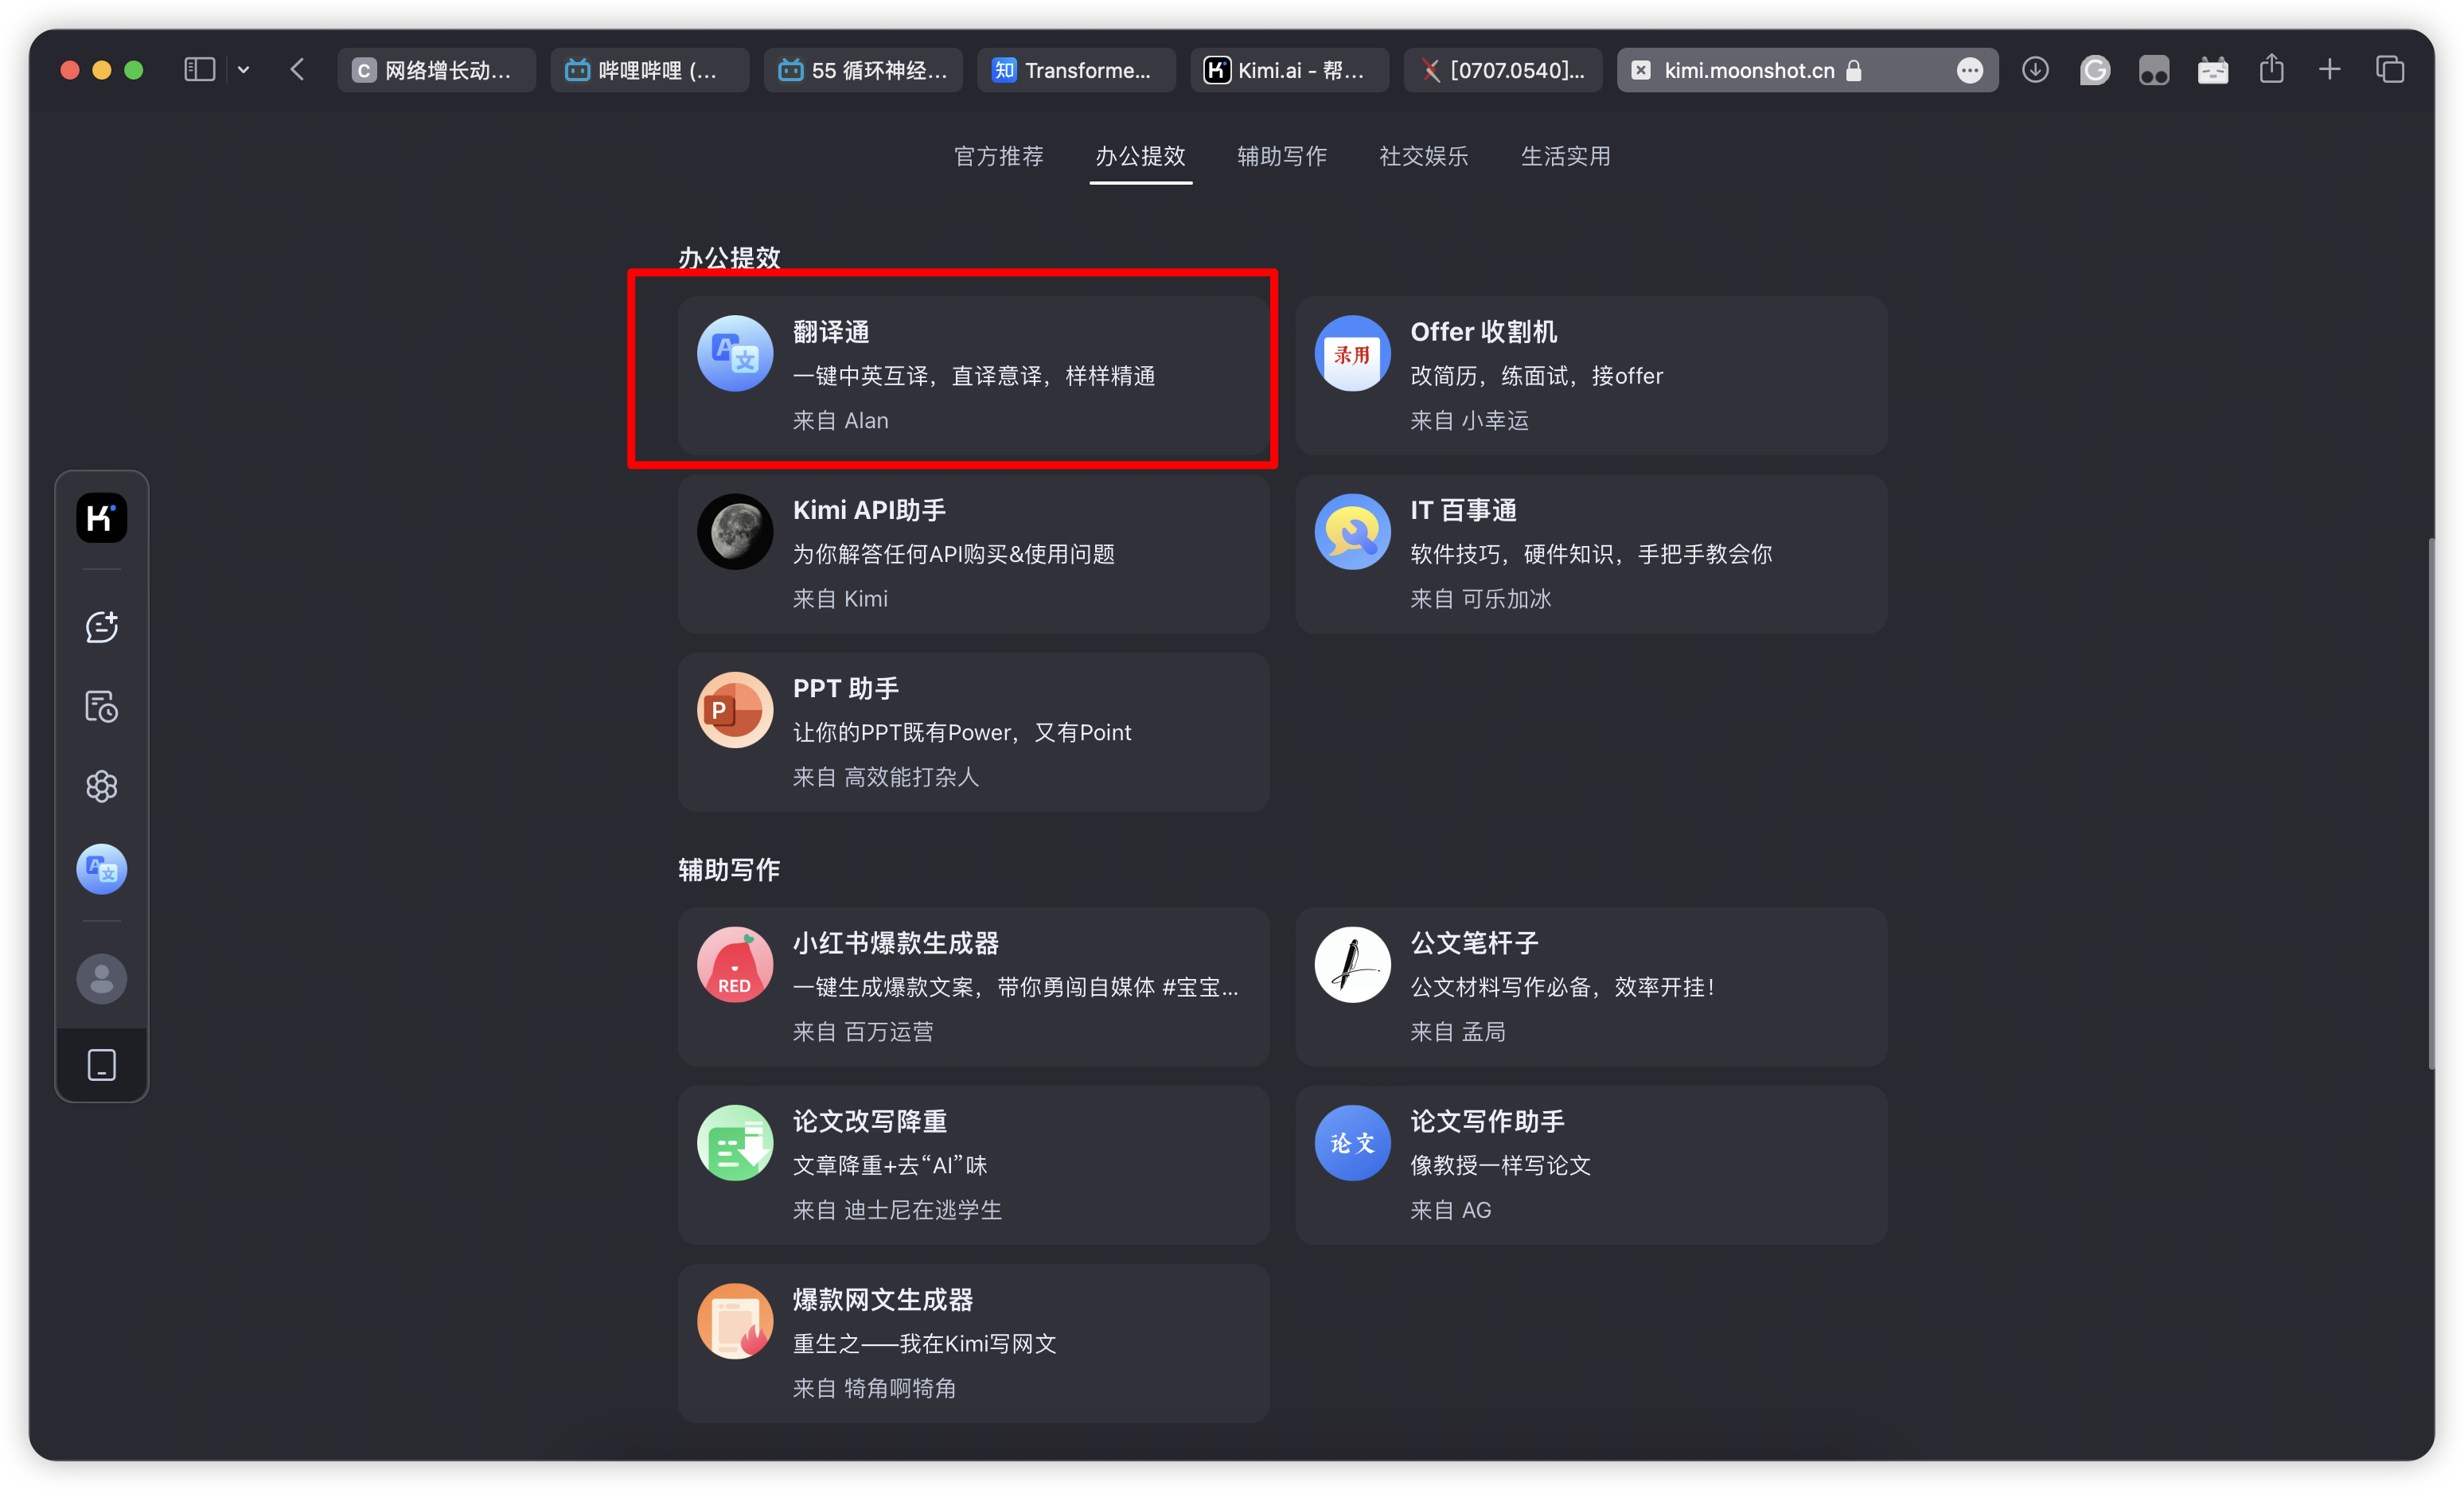 网络增长动...
哔哩哔哩 (...
55 循环神经...
Transforme...
Kimi.ai - 帮...
[0707.0540]...
kimi.moonshot.cn
官方推荐
办公提效
辅助写作
社交娱乐
生活实用
办公提效
翻译通
一键中英互译，直译意译，样样精通
来自 Alan
录用
Offer 收割机
改简历，练面试，接offer
来自 小幸运
Kimi API助手
为你解答任何API购买&使用问题
来自 Kimi
IT 百事通
软件技巧，硬件知识，手把手教会你
来自 可乐加冰
PPT 助手
让你的PPT既有Power，又有Point
来自 高效能打杂人
辅助写作
RED
小红书爆款生成器
一键生成爆款文案，带你勇闯自媒体 #宝宝...
来自 百万运营
公文笔杆子
公文材料写作必备，效率开挂！
来自 孟局
论文改写降重
文章降重+去“AI”味
来自 迪士尼在逃学生
论文
论文写作助手
像教授一样写论文
来自 AG
爆款网文生成器
重生之——我在Kimi写网文
来自 犄角啊犄角